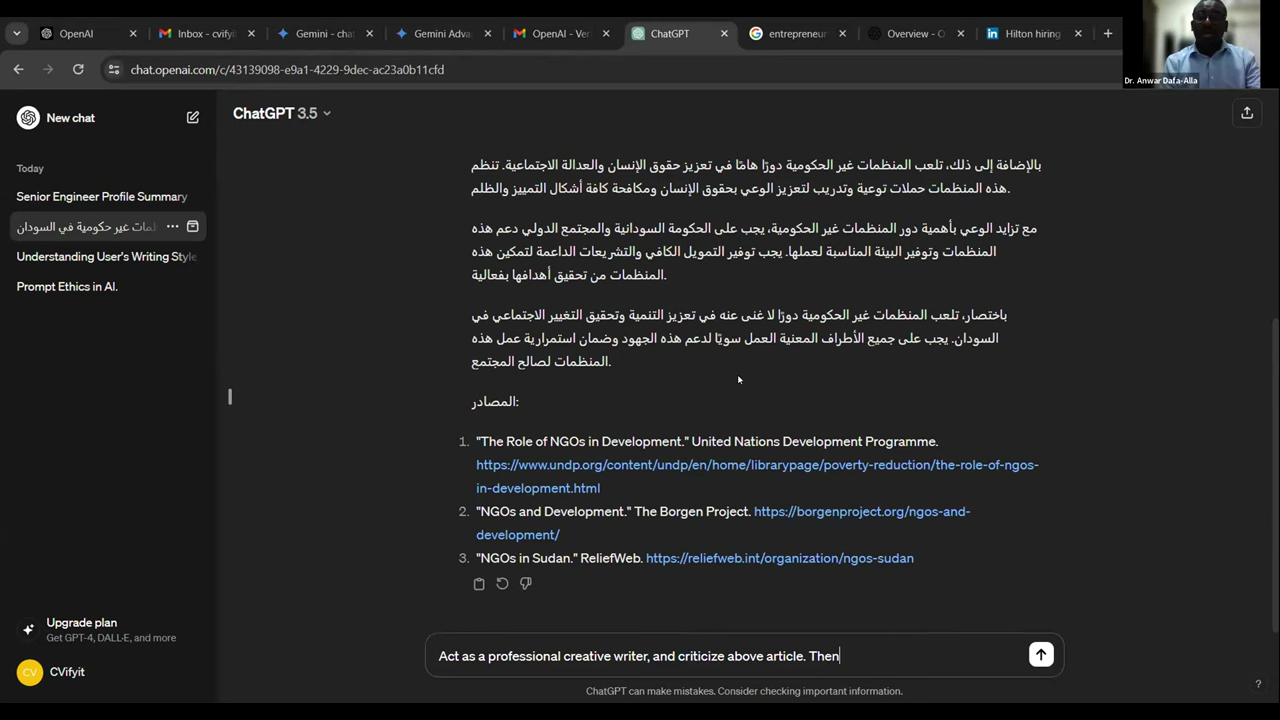 OpenAI
Inbox - cvifyi
Gemini - chat
Gemini Adva
OpenAI - Veri
ChatGPT
entrepreneur
Overview - O
Hilton hiring
chat.openai.com/c/43139098-e9a1-4229-9dec-ac23a0b11cfd
Dr. Anwar Dafa-Alla
New chat
ChatGPT 3.5
Today
Senior Engineer Profile Summary
مات غير حكومية في السودان
Understanding User's Writing Style
Prompt Ethics in AI.
بالإضافة إلى ذلك، تلعب المنظمات غير الحكومية دورًا هامًا في تعزيز حقوق الإنسان والعدالة الاجتماعية. تنظم
هذه المنظمات حملات توعية وتدريب لتعزيز الوعي بحقوق الإنسان ومكافحة كافة أشكال التمييز والظلم.
مع تزايد الوعي بأهمية دور المنظمات غير الحكومية، يجب على الحكومة السودانية والمجتمع الدولي دعم هذه
المنظمات وتوفير البيئة المناسبة لعملها. يجب توفير التمويل الكافي والتشريعات الداعمة لتمكين هذه
المنظمات من تحقيق أهدافها بفعالية.
باختصار، تلعب المنظمات غير الحكومية دورًا لا غنى عنه في تعزيز التنمية وتحقيق التغيير الاجتماعي في
السودان. يجب على جميع الأطراف المعنية العمل سويًا لدعم هذه الجهود وضمان استمرارية عمل هذه
المنظمات لصالح المجتمع.
المصادر:
1. "The Role of NGOs in Development." United Nations Development Programme.
https://www.undp.org/content/undp/en/home/librarypage/poverty-reduction/the-role-of-ngos-
in-development.html
2. "NGOs and Development." The Borgen Project. https://borgenproject.org/ngos-and-
development/
3. "NGOs in Sudan." ReliefWeb. https://reliefweb.int/organization/ngos-sudan
Upgrade plan
Get GPT-4, DALL·E, and more
CV CVifyit
Act as a professional creative writer, and criticize above article. Then
ChatGPT can make mistakes. Consider checking important information.
?